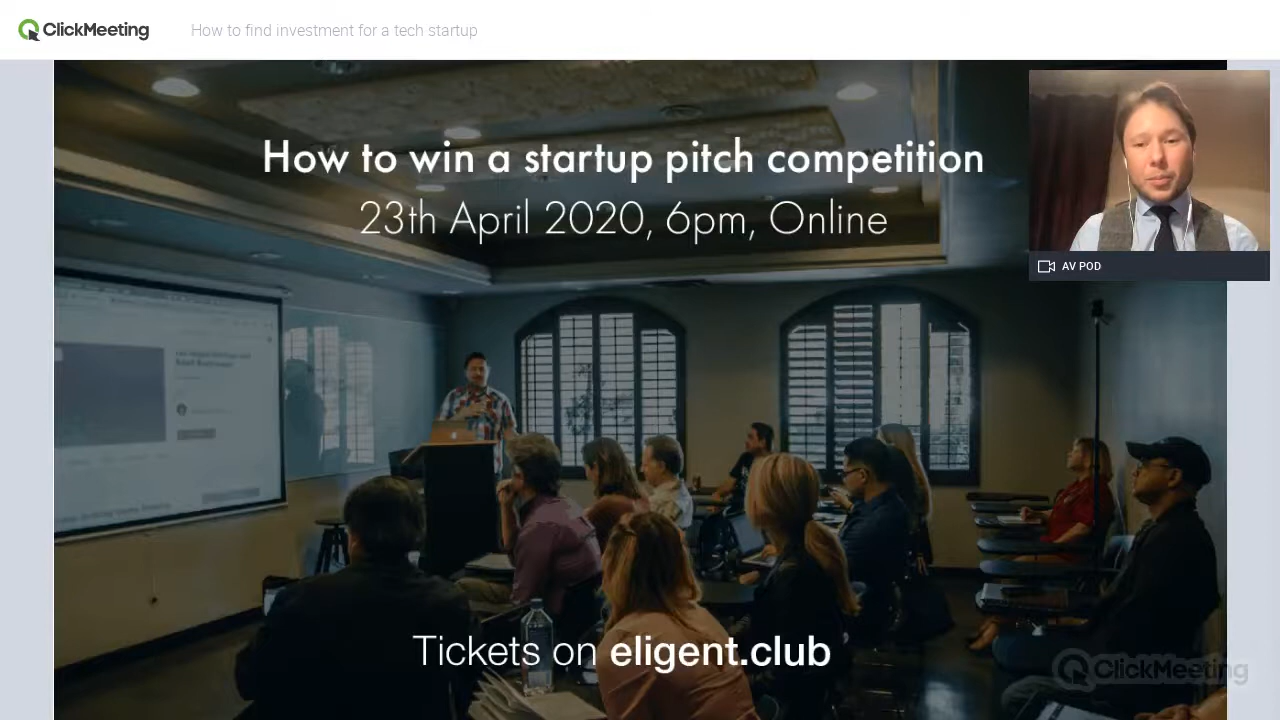 ClickMeeting
How to find investment for a tech startup
How to win a startup pitch competition
23th April 2020, 6pm, Online
AV POD
Tickets on eligent.club
ClickMeeting